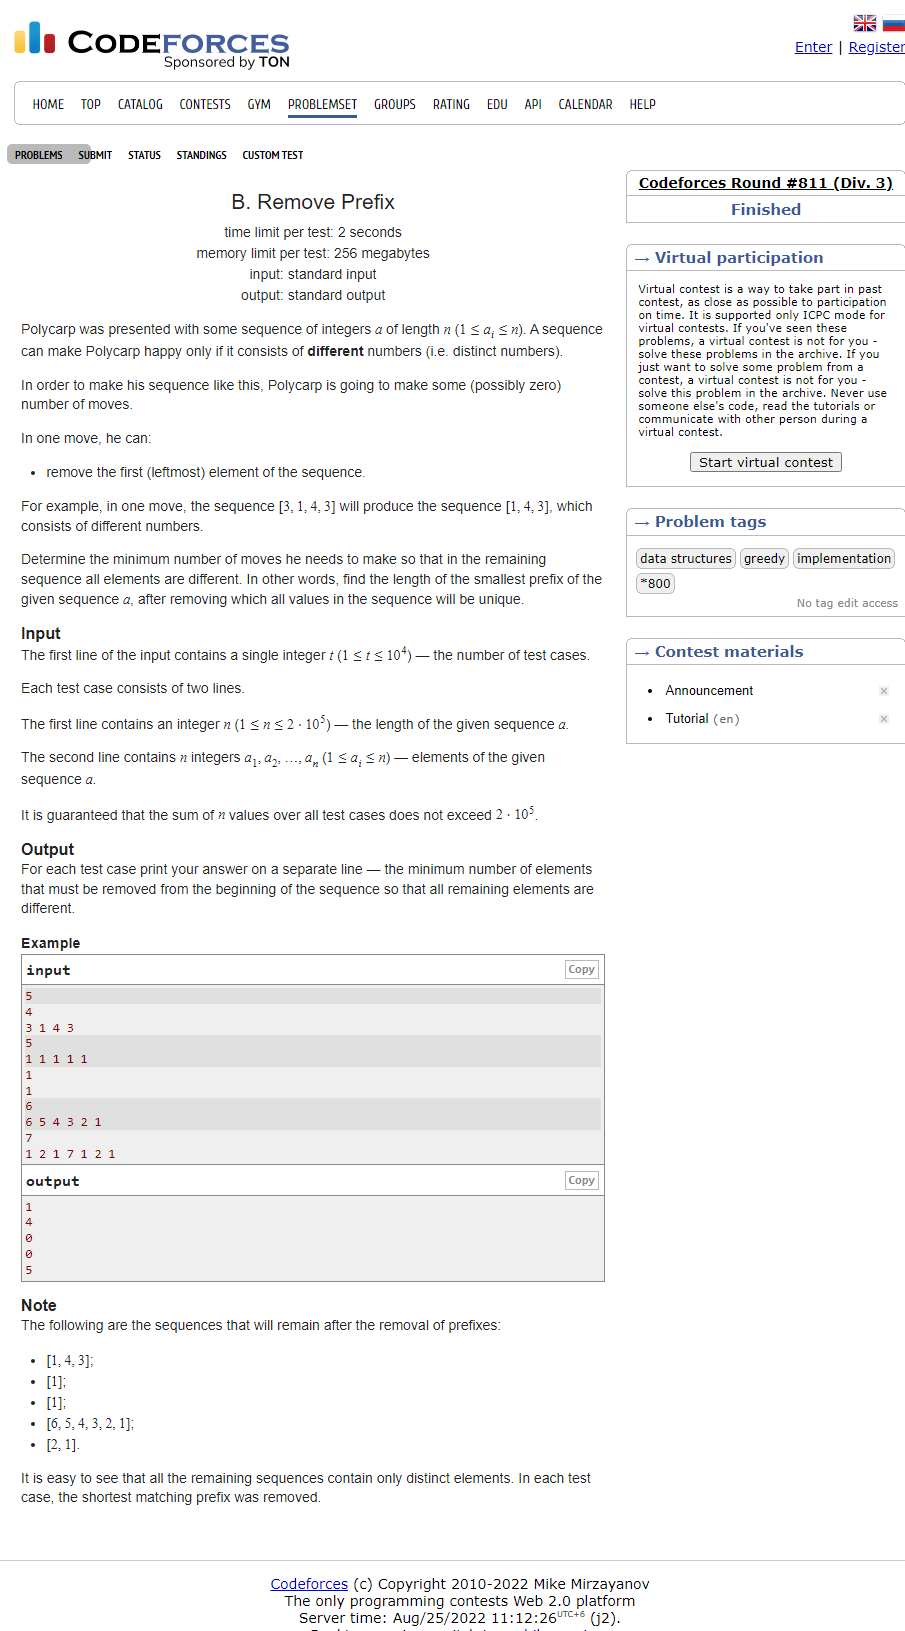 CODEFORCES
Sponsored by TON
Enter | Register
HOME TOP CATALOG CONTESTS GYM PROBLEMSET GROUPS RATING EDU API CALENDAR HELP
PROBLEMS SUBMIT STATUS STANDINGS CUSTOM TEST
B. Remove Prefix
time limit per test: 2 seconds
memory limit per test: 256 megabytes
input: standard input
output: standard output
Polycarp was presented with some sequence of integers a of length n (1 ≤ a_i ≤ n). A sequence
can make Polycarp happy only if it consists of different numbers (i.e. distinct numbers).
In order to make his sequence like this, Polycarp is going to make some (possibly zero)
number of moves.
In one move, he can:
• remove the first (leftmost) element of the sequence.
For example, in one move, the sequence [3, 1, 4, 3] will produce the sequence [1, 4, 3], which
consists of different numbers.
Determine the minimum number of moves he needs to make so that in the remaining
sequence all elements are different. In other words, find the length of the smallest prefix of the
given sequence a, after removing which all values in the sequence will be unique.
Input
The first line of the input contains a single integer t (1 ≤ t ≤ 10^4) — the number of test cases.
Each test case consists of two lines.
The first line contains an integer n (1 ≤ n ≤ 2 · 10^5) — the length of the given sequence a.
The second line contains n integers a_1, a_2, …, a_n (1 ≤ a_i ≤ n) — elements of the given
sequence a.
It is guaranteed that the sum of n values over all test cases does not exceed 2 · 10^5.
Output
For each test case print your answer on a separate line — the minimum number of elements
that must be removed from the beginning of the sequence so that all remaining elements are
different.
Example
input Copy
5
4
3 1 4 3
5
1 1 1 1 1
1
1
6
6 5 4 3 2 1
7
1 2 1 7 1 2 1
output Copy
1
4
0
0
5
Note
The following are the sequences that will remain after the removal of prefixes:
• [1, 4, 3];
• [1];
• [1];
• [6, 5, 4, 3, 2, 1];
• [2, 1].
It is easy to see that all the remaining sequences contain only distinct elements. In each test
case, the shortest matching prefix was removed.
Codeforces Round #811 (Div. 3)
Finished
→ Virtual participation
Virtual contest is a way to take part in past
contest, as close as possible to participation
on time. It is supported only ICPC mode for
virtual contests. If you've seen these
problems, a virtual contest is not for you -
solve these problems in the archive. If you
just want to solve some problem from a
contest, a virtual contest is not for you -
solve this problem in the archive. Never use
someone else's code, read the tutorials or
communicate with other person during a
virtual contest.
Start virtual contest
→ Problem tags
data structures greedy implementation
*800
No tag edit access
→ Contest materials
• Announcement ×
• Tutorial (en) ×
Codeforces (c) Copyright 2010-2022 Mike Mirzayanov
The only programming contests Web 2.0 platform
Server time: Aug/25/2022 11:12:26 UTC+6 (j2).